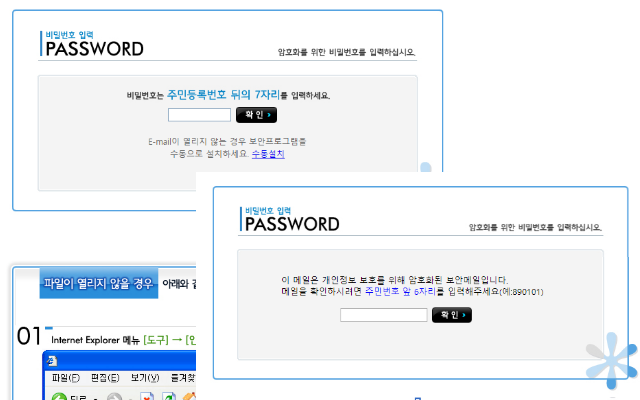 비밀번호 입력
PASSWORD
암호화를 위한 비밀번호를 입력하십시오.
비밀번호는 주민등록번호 뒤의 7자리를 입력하세요.
확 인 ›
E-mail이 열리지 않는 경우 보안프로그램을
수동으로 설치하세요. 수동설치
비밀번호 입력
PASSWORD
암호화를 위한 비밀번호를 입력하십시오.
이 메일은 개인정보 보호를 위해 암호화된 보안메일입니다.
메일을 확인하시려면 주민번호 앞 6자리를 입력해주세요(예:890101)
확 인 ›
파일이 열리지 않을 경우 아래와
01 Internet Explorer 메뉴 [도구] → [인
파일(F) 편집(E) 보기(V) 즐겨찾
뒤로